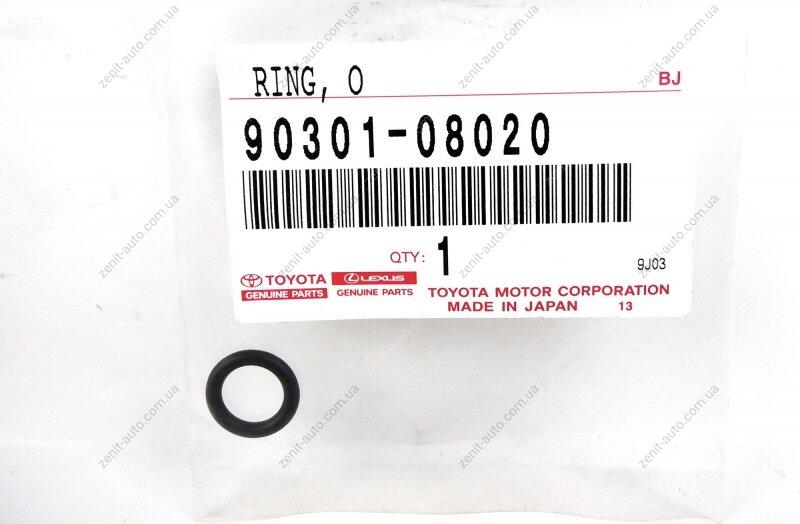 RING, O
BJ
90301-08020
QTY: 1
9J03
TOYOTA LEXUS
GENUINE PARTS GENUINE PARTS
TOYOTA MOTOR CORPORATION
MADE IN JAPAN 13
zenit-auto.com.ua